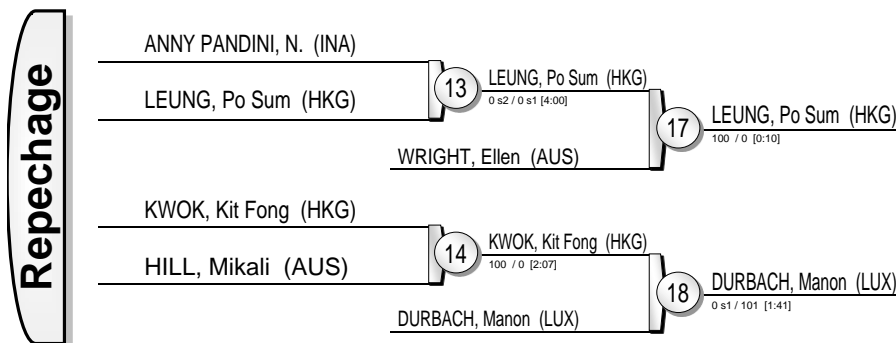 Repechage
ANNY PANDINI, N. (INA)
LEUNG, Po Sum (HKG)
13
LEUNG, Po Sum (HKG)
0 s2 / 0 s1 [4:00]
WRIGHT, Ellen (AUS)
17
LEUNG, Po Sum (HKG)
100 / 0 [0:10]
KWOK, Kit Fong (HKG)
HILL, Mikali (AUS)
14
KWOK, Kit Fong (HKG)
100 / 0 [2:07]
DURBACH, Manon (LUX)
18
DURBACH, Manon (LUX)
0 s1 / 101 [1:41]